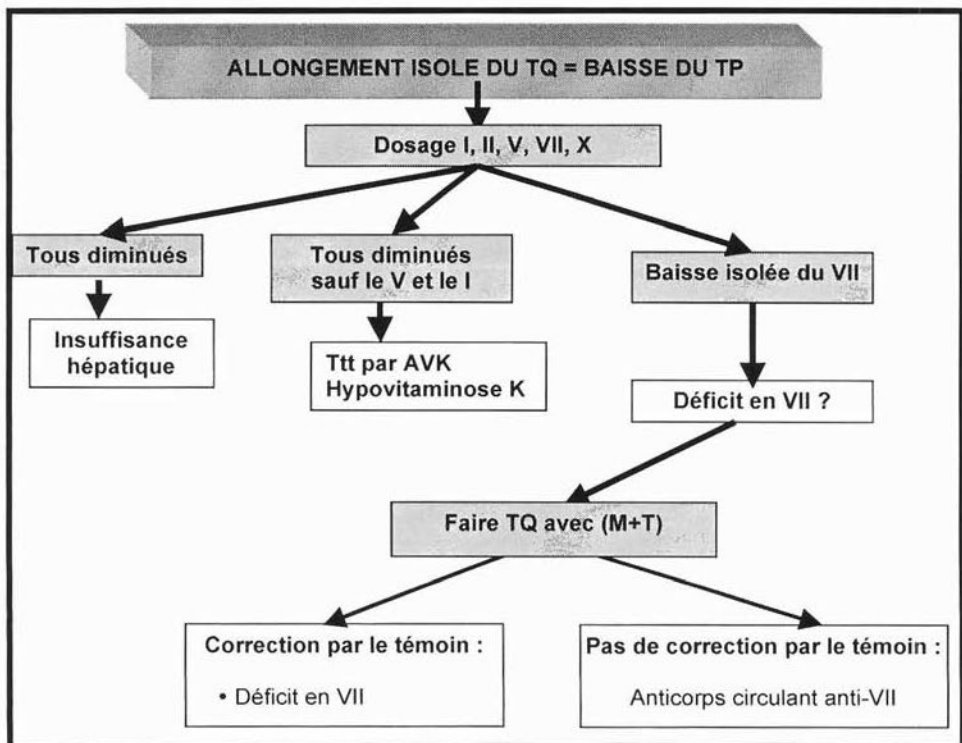 ALLONGEMENT ISOLE DU TQ = BAISSE DU TP
Dosage I, II, V, VII, X
Tous diminués
Insuffisance
hépatique
Tous diminués
sauf le V et le I
Ttt par AVK
Hypovitaminose K
Baisse isolée du VII
Déficit en VII ?
Faire TQ avec (M+T)
Correction par le témoin :
• Déficit en VII
Pas de correction par le témoin :
Anticorps circulant anti-VII